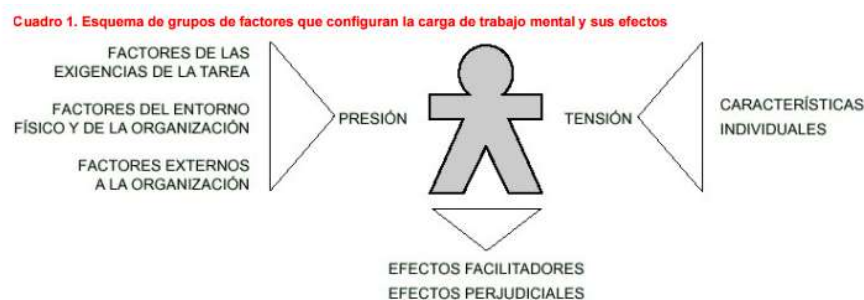 Cuadro 1. Esquema de grupos de factores que configuran la carga de trabajo mental y sus efectos
FACTORES DE LAS
EXIGENCIAS DE LA TAREA
FACTORES DEL ENTORNO
FÍSICO Y DE LA ORGANIZACIÓN
FACTORES EXTERNOS
A LA ORGANIZACIÓN
PRESIÓN
TENSIÓN
CARACTERÍSTICAS
INDIVIDUALES
EFECTOS FACILITADORES
EFECTOS PERJUDICIALES